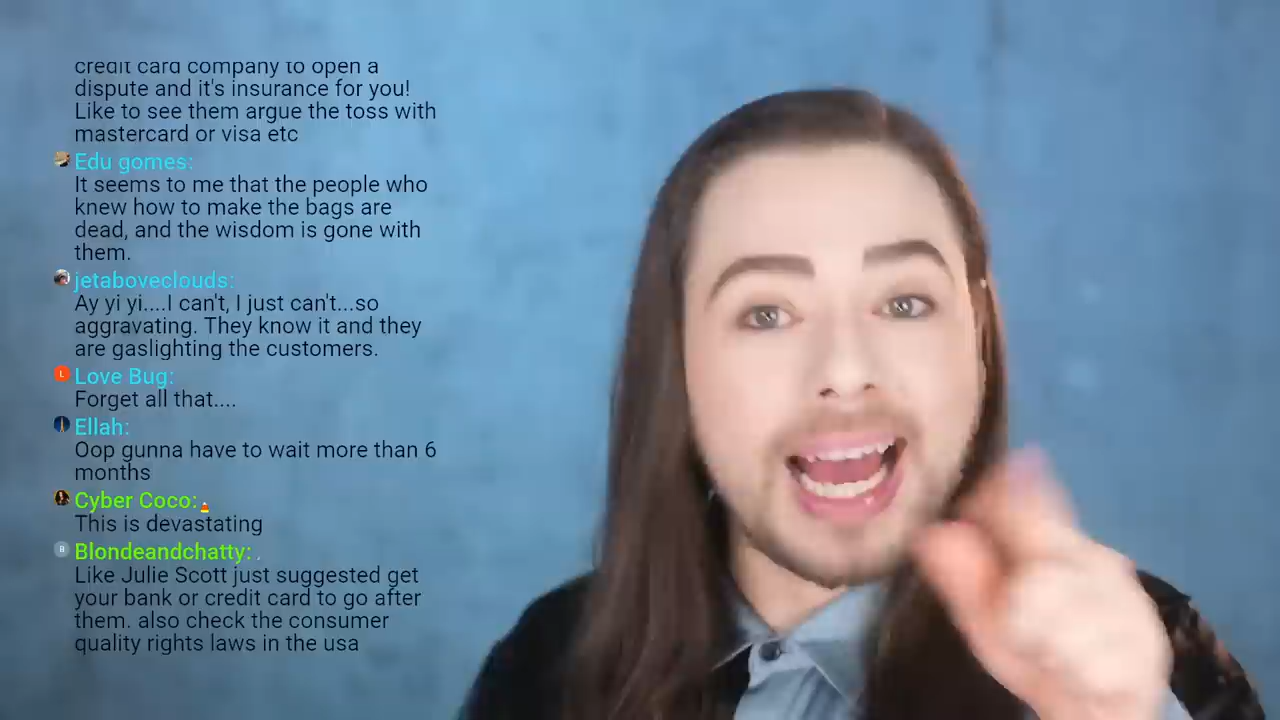 credit card company to open a
dispute and it's insurance for you!
Like to see them argue the toss with
mastercard or visa etc
Edu gomes:
It seems to me that the people who
knew how to make the bags are
dead, and the wisdom is gone with
them.
jetaboveclouds:
Ay yi yi....I can't, I just can't...so
aggravating. They know it and they
are gaslighting the customers.
L Love Bug:
Forget all that....
Ellah:
Oop gunna have to wait more than 6
months
Cyber Coco:
This is devastating
B Blondeandchatty:
Like Julie Scott just suggested get
your bank or credit card to go after
them. also check the consumer
quality rights laws in the usa